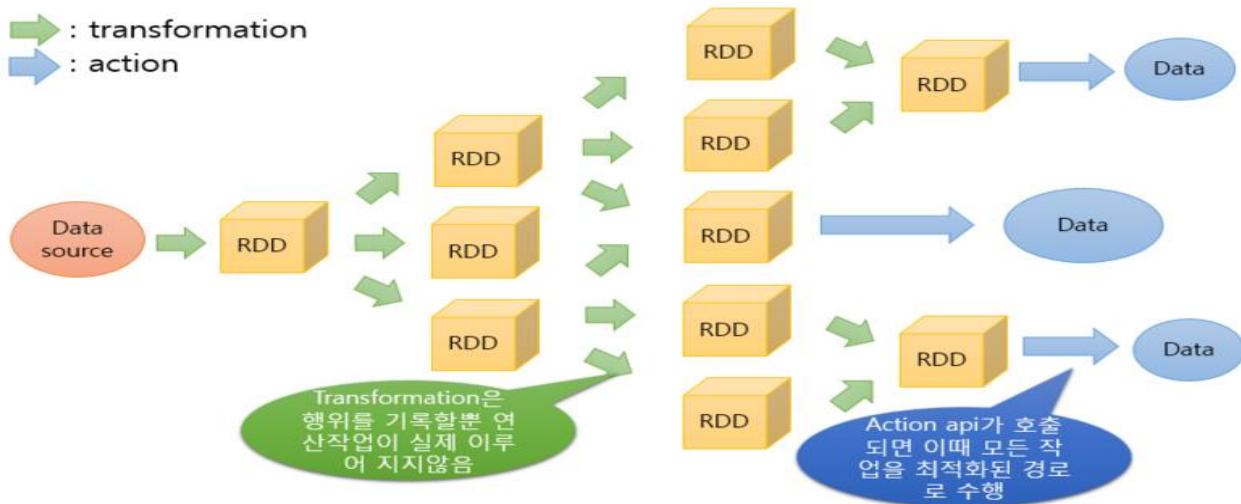 : transformation
: action
Data
source
RDD
RDD
RDD
RDD
RDD
RDD
RDD
RDD
RDD
RDD
RDD
Data
Data
Data
Transformation은
행위를 기록할뿐 연
산작업이 실제 이루
어 지지않음
Action api가 호출
되면 이때 모든 작
업을 최적화된 경로
로 수행